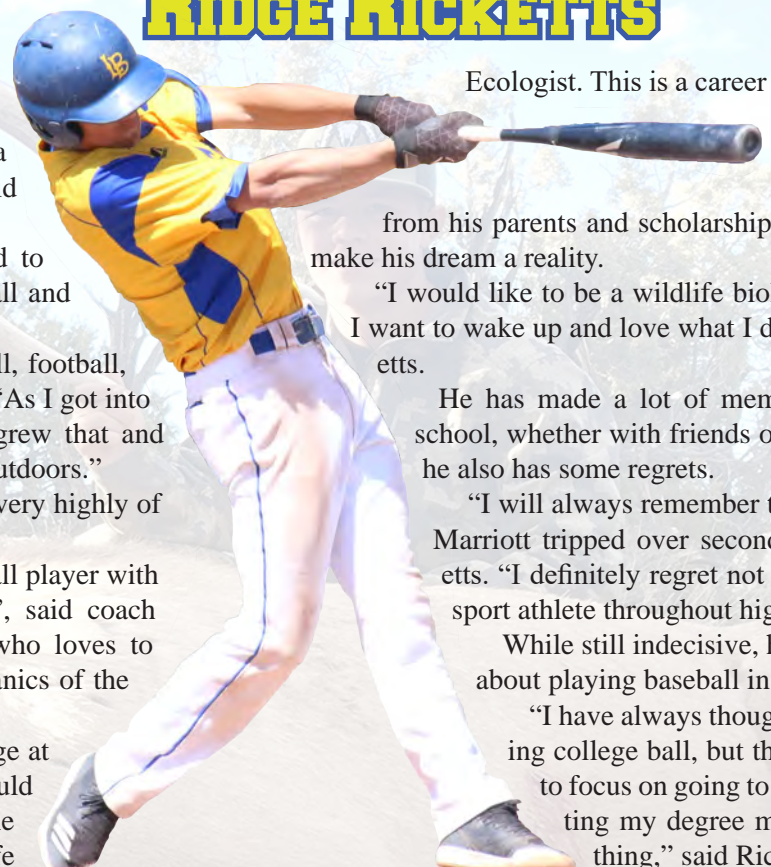 RIDGE RICKETTS
LB
a
d to
all and
football,
As I got into
grew that and
utdoors.”
very highly of
all player with
said coach
who loves to
nics of the
ge at
uld
Ecologist. This is a career
from his parents and scholarship
make his dream a reality.
“I would like to be a wildlife bio
I want to wake up and love what I d
etts.
He has made a lot of mem
school, whether with friends o
he also has some regrets.
“I will always remember t
Marriott tripped over second
etts. “I definitely regret not
sport athlete throughout hig
While still indecisive, h
about playing baseball in
“I have always thoug
ing college ball, but th
to focus on going to
ting my degree m
thing,” said Ric